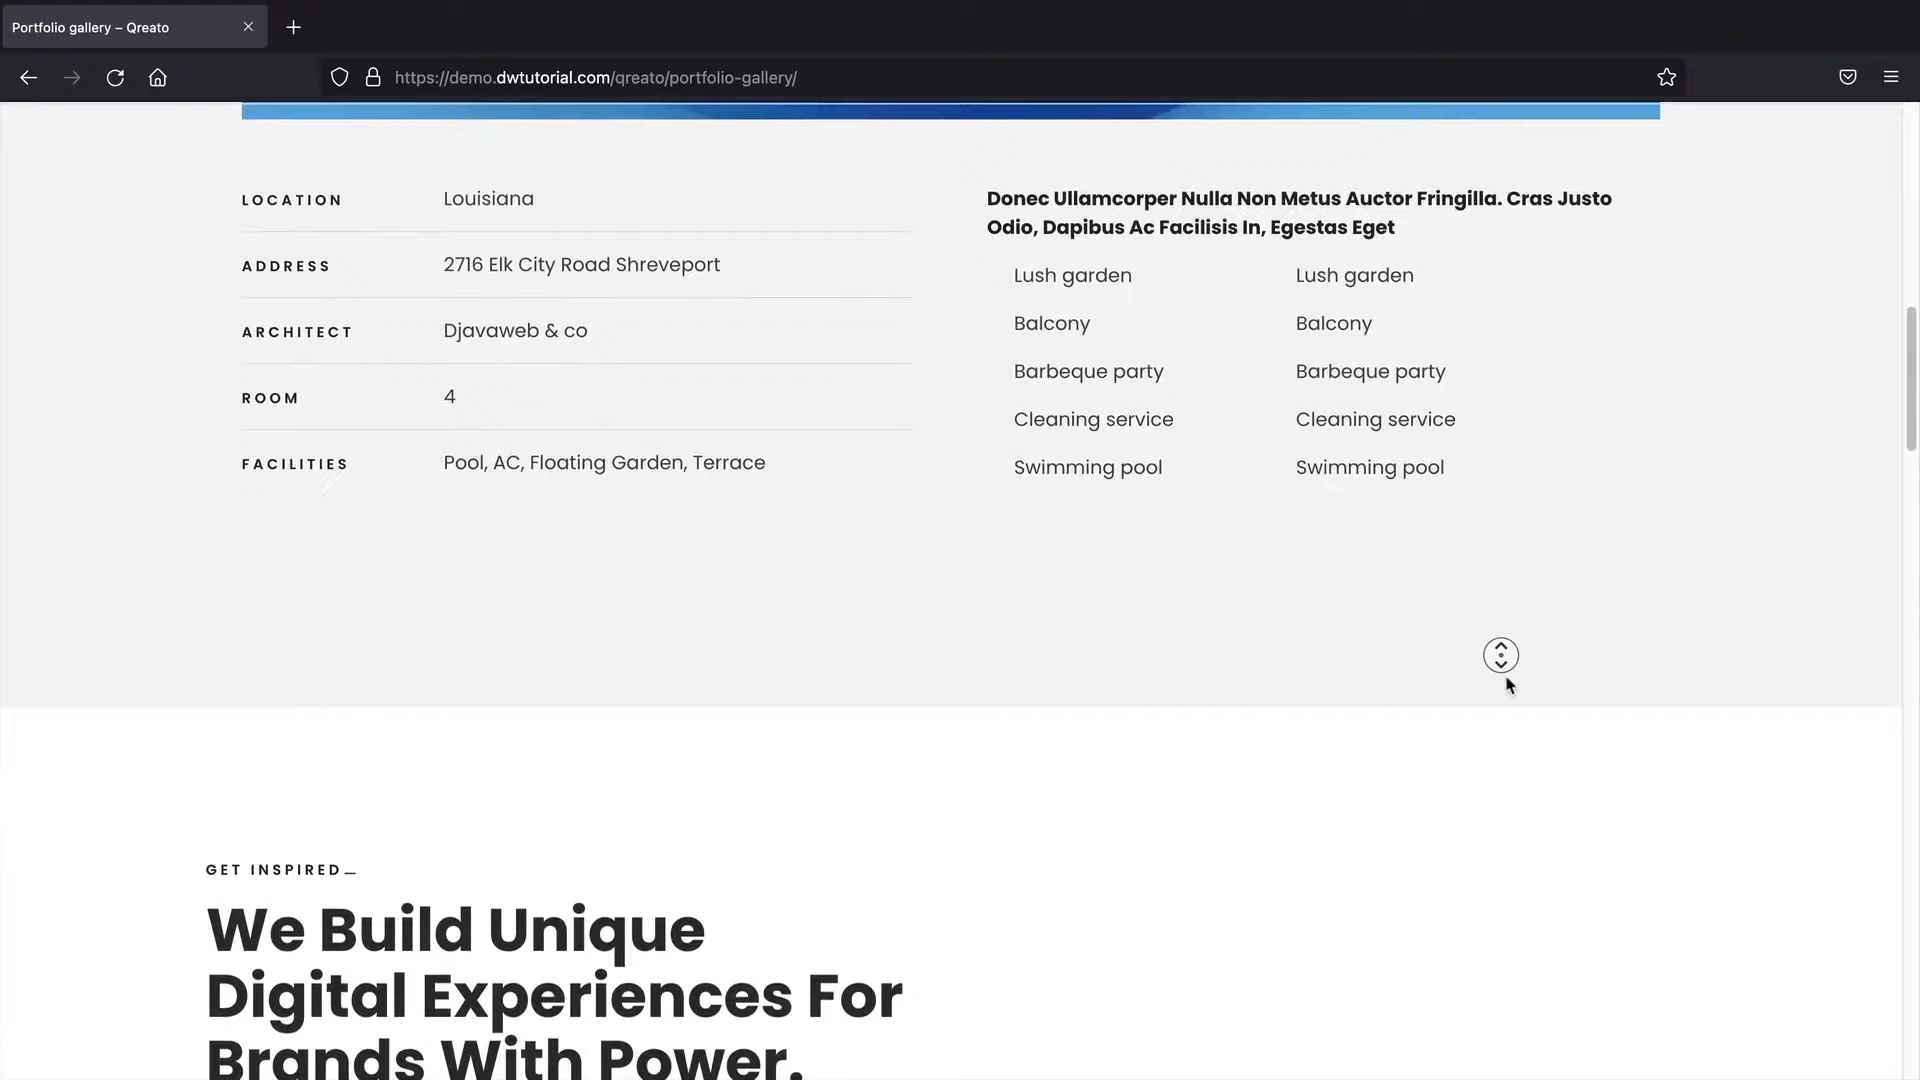 Portfolio gallery – Qreato
https://demo.dwtutorial.com/qreato/portfolio-gallery/
LOCATION Louisiana
ADDRESS 2716 Elk City Road Shreveport
ARCHITECT Djavaweb & co
ROOM 4
FACILITIES Pool, AC, Floating Garden, Terrace
Donec Ullamcorper Nulla Non Metus Auctor Fringilla. Cras Justo
Odio, Dapibus Ac Facilisis In, Egestas Eget
Lush garden Lush garden
Balcony Balcony
Barbeque party Barbeque party
Cleaning service Cleaning service
Swimming pool Swimming pool
GET INSPIRED_
We Build Unique
Digital Experiences For
Brands With Power.